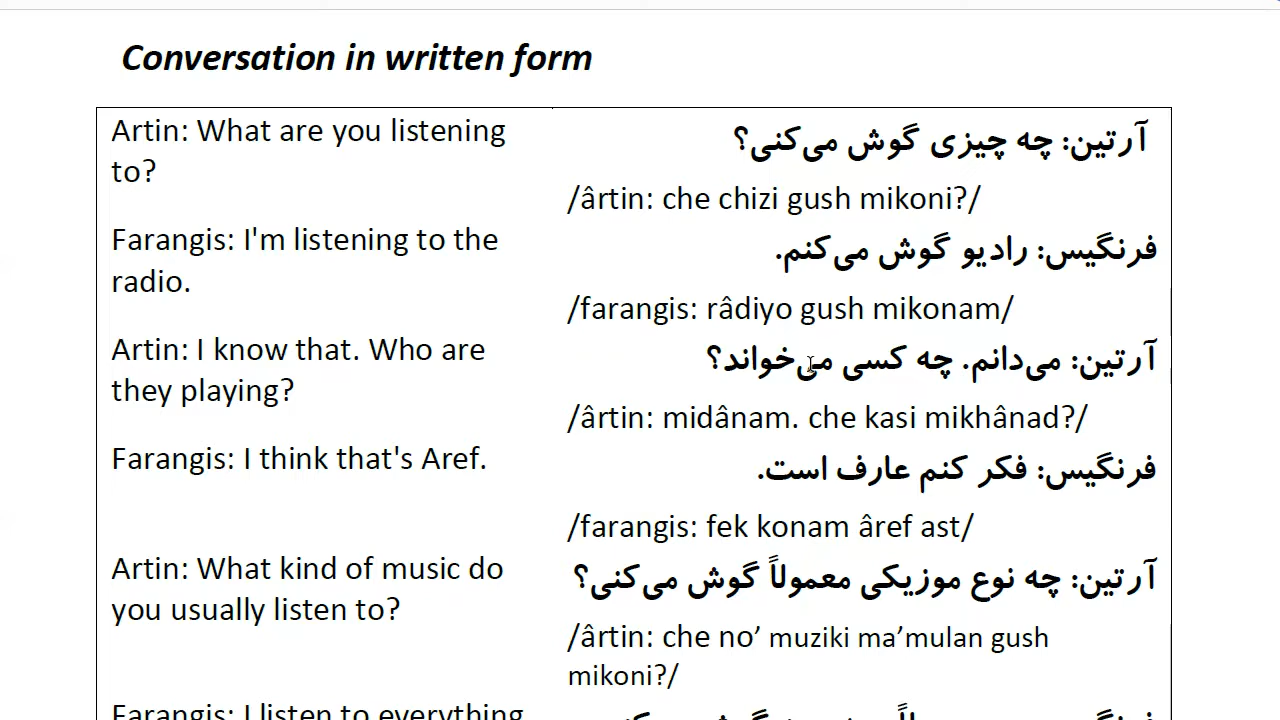 Conversation in written form
Artin: What are you listening
to?
Farangis: I'm listening to the
radio.
Artin: I know that. Who are
they playing?
Farangis: I think that's Aref.
Artin: What kind of music do
you usually listen to?
Farangis: I listen to everything
آرتین: چه چیزی گوش می‌کنی؟
/ârtin: che chizi gush mikoni?/
فرنگیس: رادیو گوش می‌کنم.
/farangis: râdiyo gush mikonam/
آرتین: می‌دانم. چه کسی می‌خواند؟
/ârtin: midânam. che kasi mikhânad?/
فرنگیس: فکر کنم عارف است.
/farangis: fek konam âref ast/
آرتین: چه نوع موزیکی معمولاً گوش می‌کنی؟
/ârtin: che no’ muziki ma’mulan gush
mikoni?/